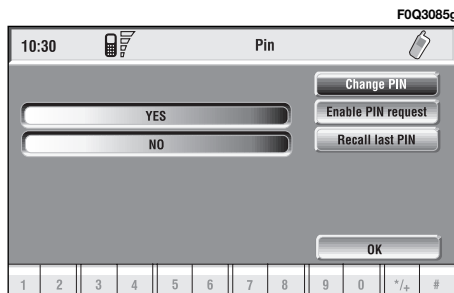 F0Q3085g
10:30 Pin
Change PIN
YES Enable PIN request
NO Recall last PIN
OK
1 2 3 4 5 6 7 8 9 0 */+ #